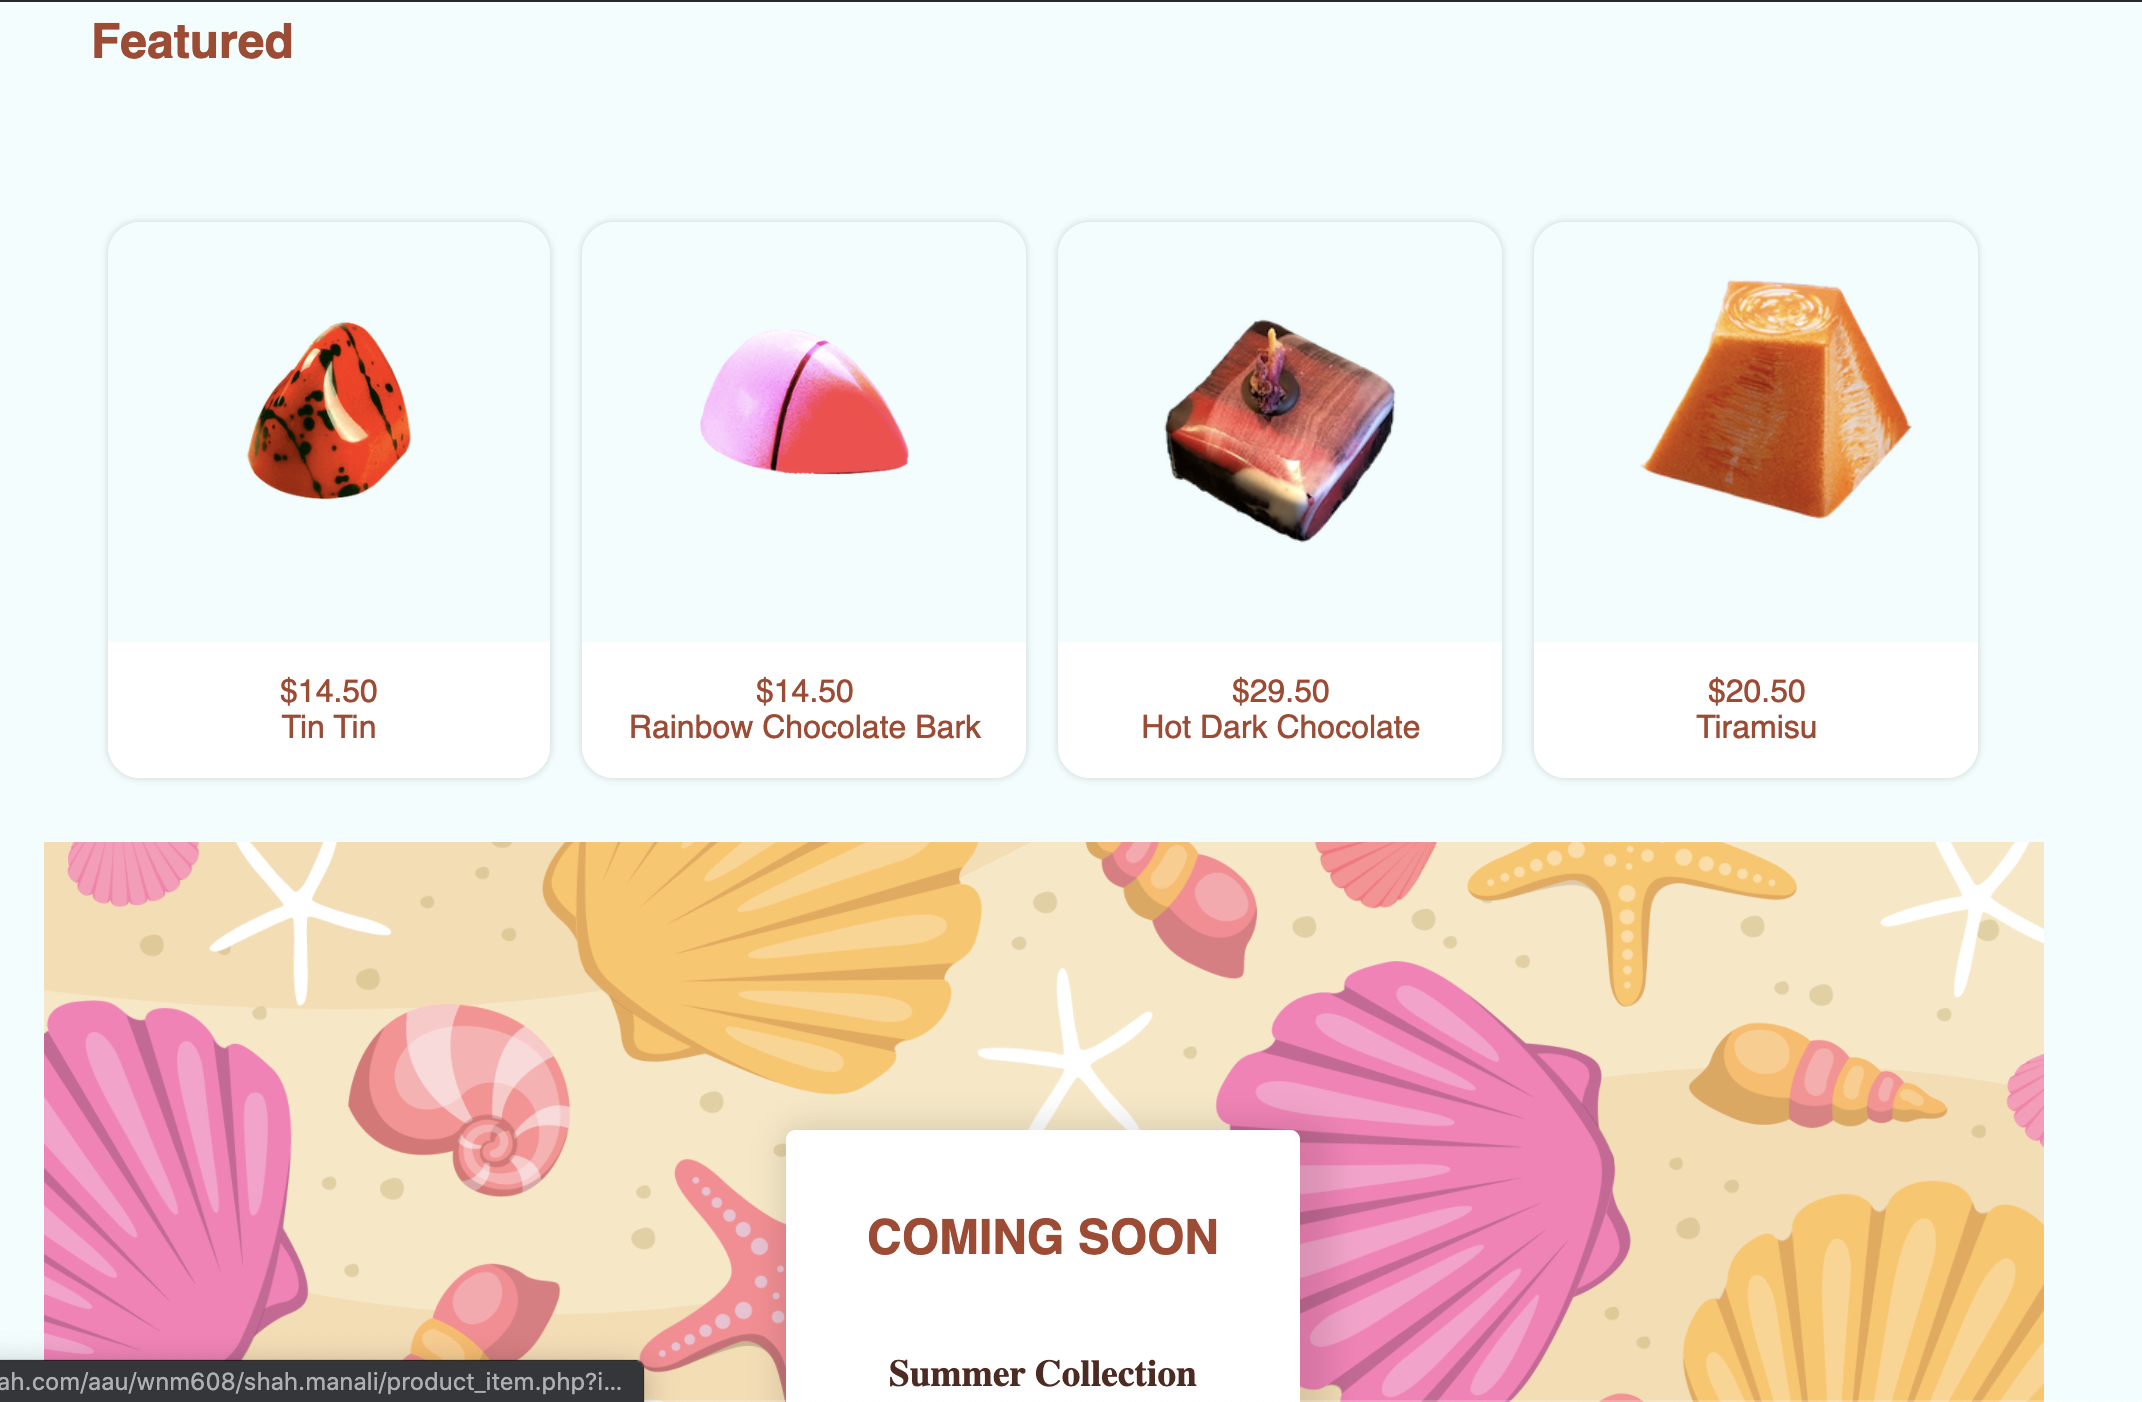 Featured
$14.50
Tin Tin
$14.50
Rainbow Chocolate Bark
$29.50
Hot Dark Chocolate
$20.50
Tiramisu
COMING SOON
Summer Collection
ah.com/aau/wnm608/shah.manali/product_item.php?i...